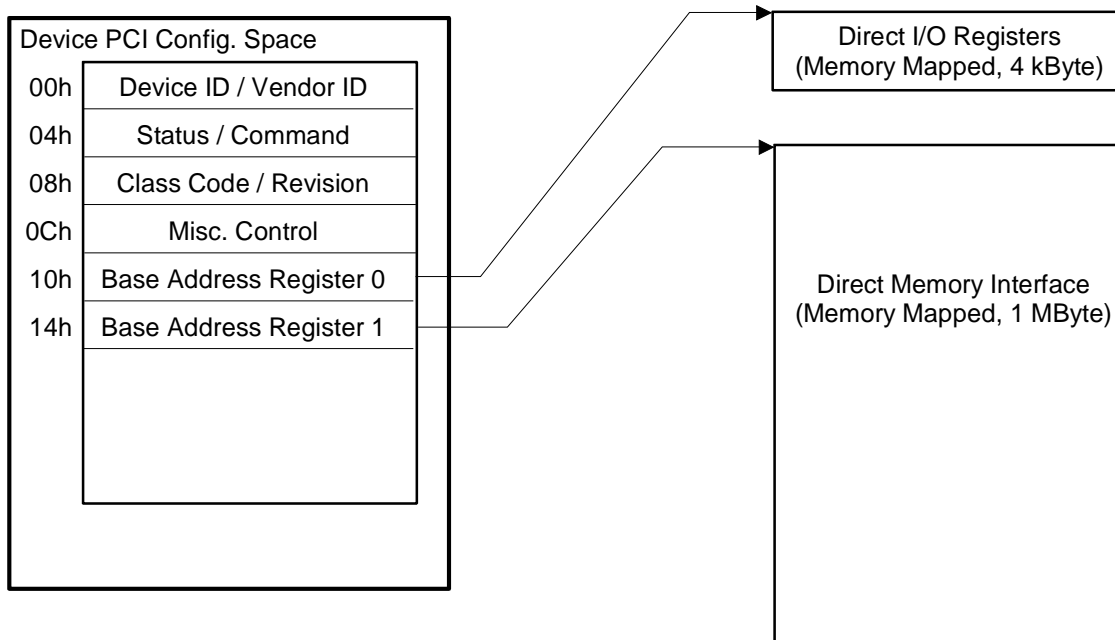 Device PCI Config. Space
00h Device ID / Vendor ID
04h Status / Command
08h Class Code / Revision
0Ch Misc. Control
10h Base Address Register 0
14h Base Address Register 1
Direct I/O Registers
(Memory Mapped, 4 kByte)
Direct Memory Interface
(Memory Mapped, 1 MByte)